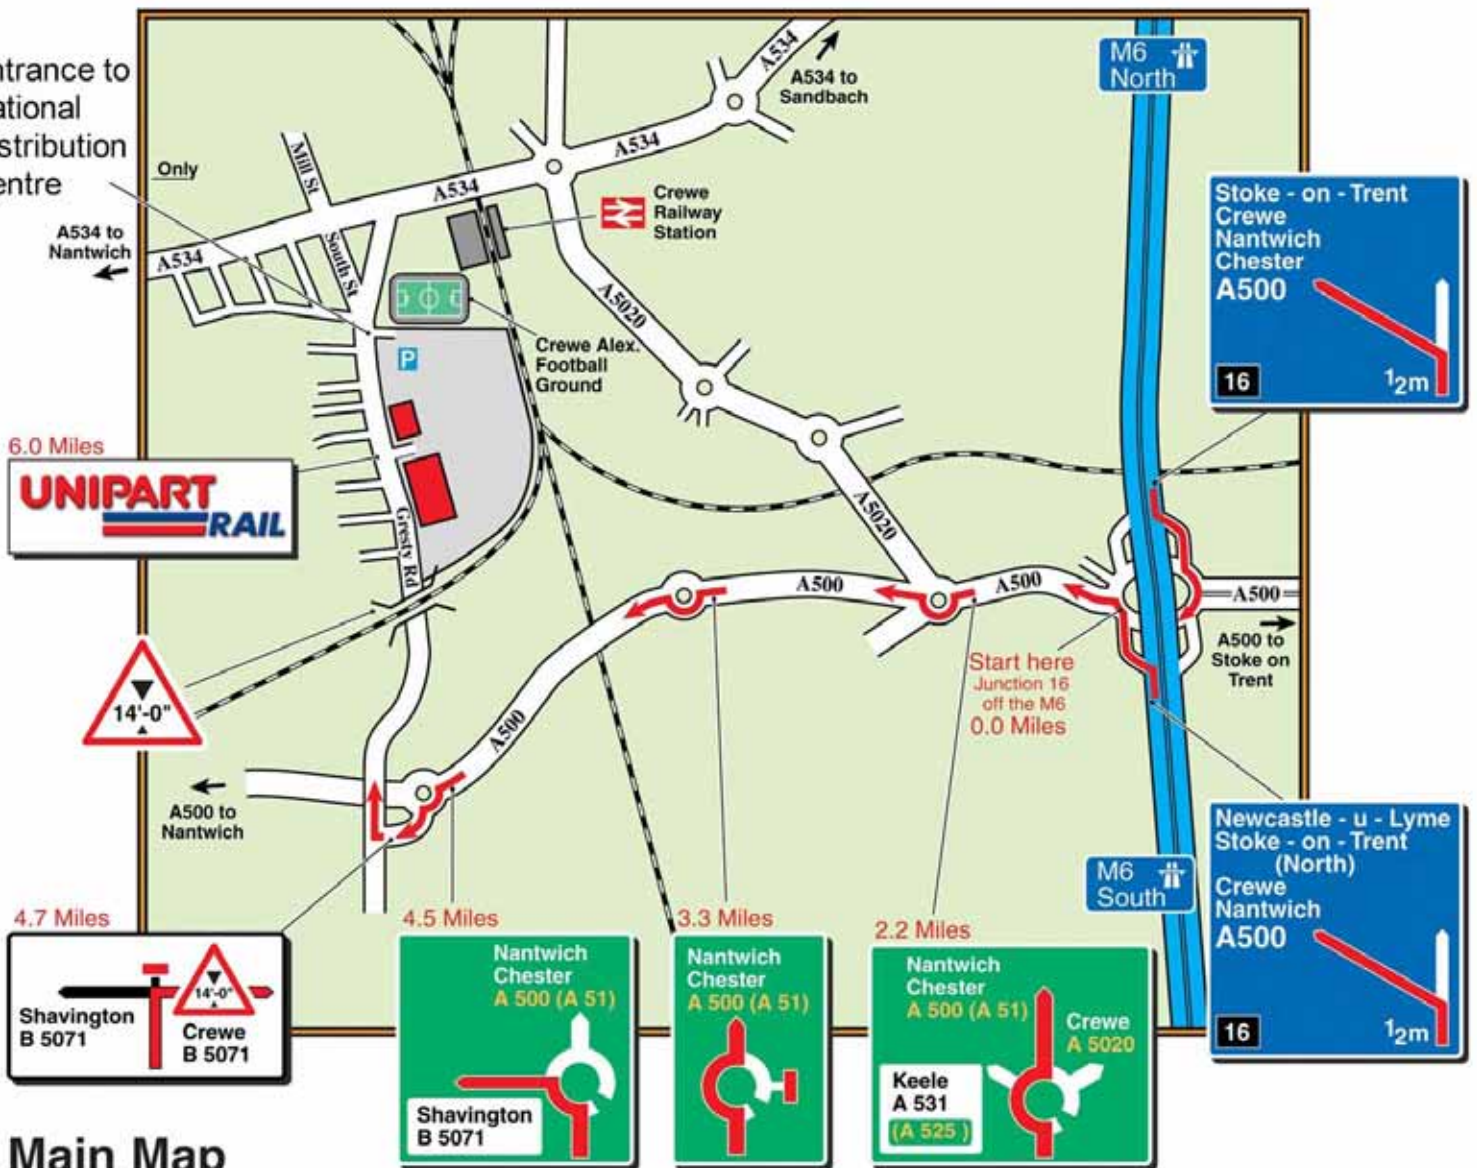 ntrance to
ational
stribution
entre
Only
A534 to
Nantwich
A534
Mill St
South St
A534
A534
A534
A534 to
Sandbach
M6
North
Crewe
Railway
Station
A5020
Crewe Alex.
Football
Ground
P
Stoke - on - Trent
Crewe
Nantwich
Chester
A500
16
12m
6.0 Miles
UNIPART
RAIL
Gresty Rd
A5020
A500
A500
A500
A500 to
Stoke on
Trent
Start here
Junction 16
off the M6
0.0 Miles
14'-0"
A500
A500 to
Nantwich
M6
South
Newcastle - u - Lyme
Stoke - on - Trent
(North)
Crewe
Nantwich
A500
16
12m
4.7 Miles
Shavington
B 5071
14'-0"
Crewe
B 5071
4.5 Miles
Nantwich
Chester
A 500 (A 51)
Shavington
B 5071
3.3 Miles
Nantwich
Chester
A 500 (A 51)
2.2 Miles
Nantwich
Chester
A 500 (A 51)
Crewe
A 5020
Keele
A 531
(A 525 )
Main Map